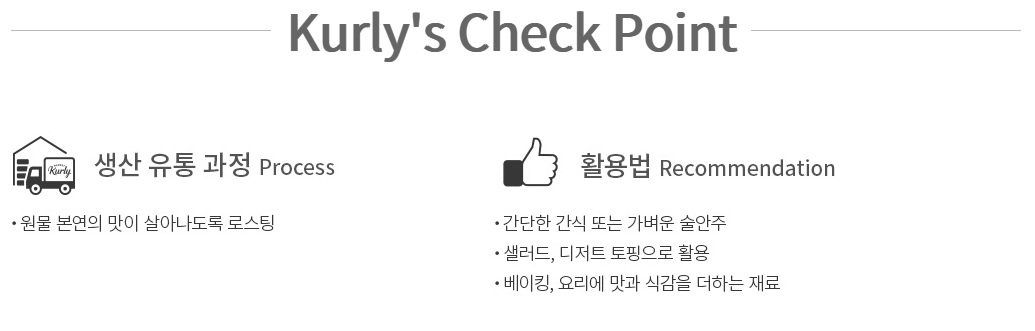 Kurly's Check Point
Kurly
생산 유통 과정 Process
• 원물 본연의 맛이 살아나도록 로스팅
활용법 Recommendation
• 간단한 간식 또는 가벼운 술안주
• 샐러드, 디저트 토핑으로 활용
• 베이킹, 요리에 맛과 식감을 더하는 재료